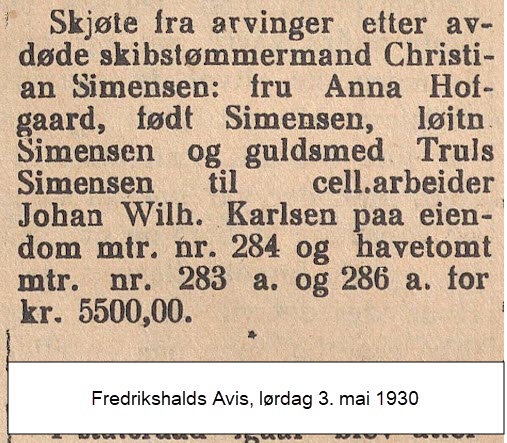 Skjøte fra arvinger etter av-
døde skibstømmermand Christi-
an Simensen: fru Anna Hof-
gaard, født Simensen, løjtn.
Simensen og guldsmed Truls
Simensen til cell.arbeider
Johan Wilh. Karlsen paa eien-
dom mtr. nr. 284 og havetomt
mtr. nr. 283 a. og 286 a. for
kr. 5500,00.
*
Fredrikshalds Avis, lørdag 3. mai 1930